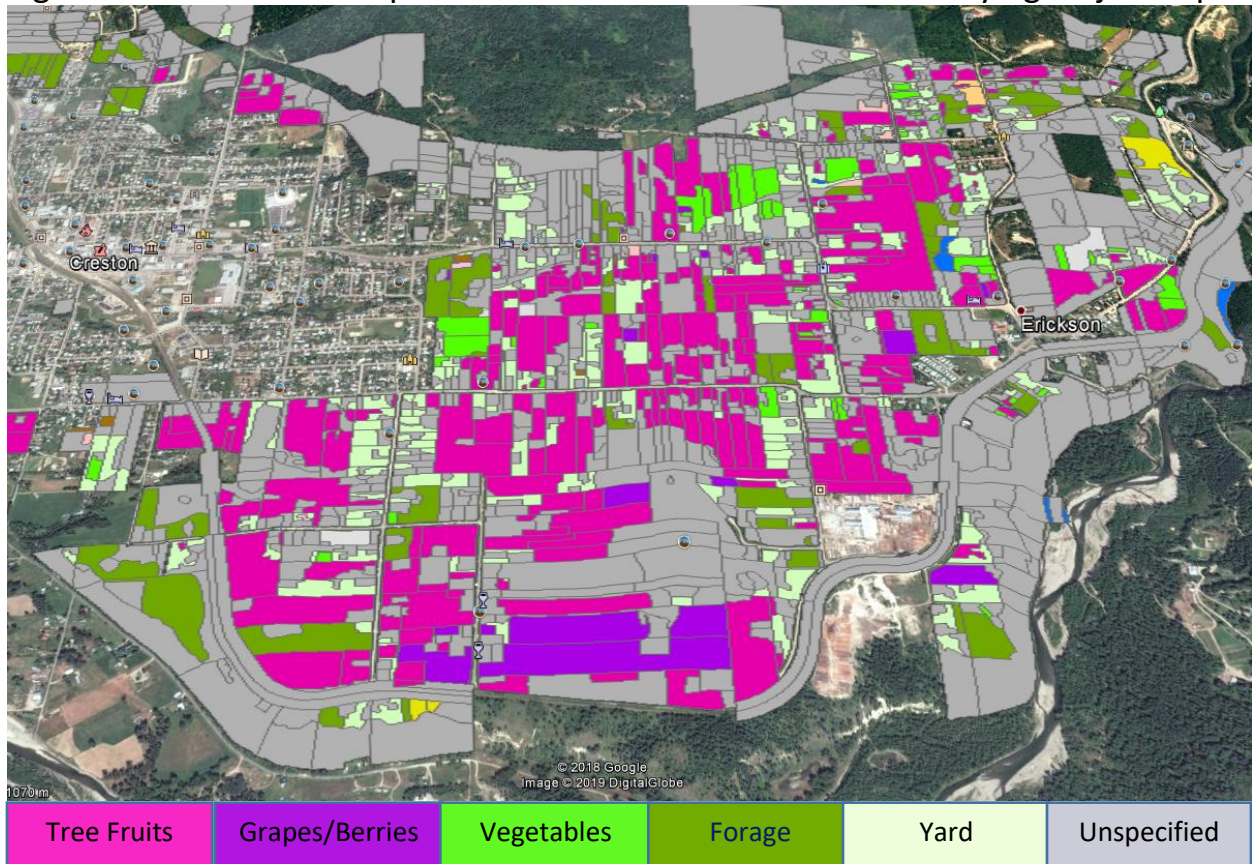 Creston
Erickson
© 2018 Google
Image © 2019 DigitalGlobe
1070 m
Tree Fruits
Grapes/Berries
Vegetables
Forage
Yard
Unspecified